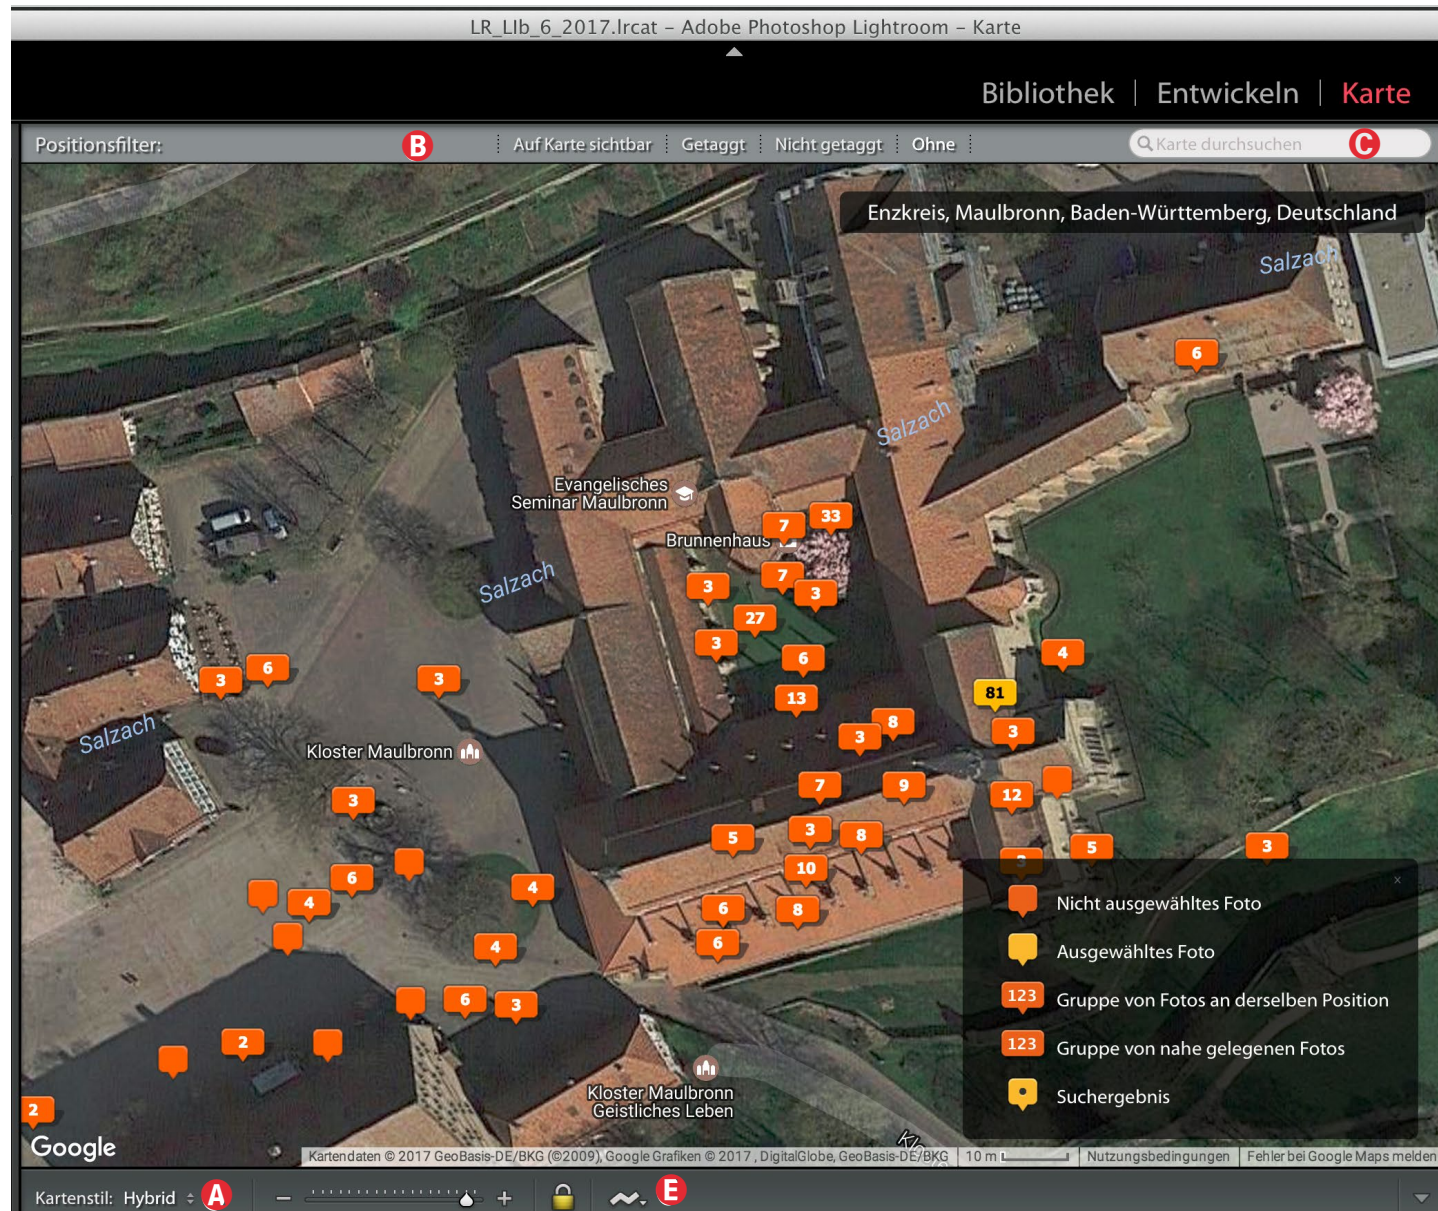 LR_LIb_6_2017.lrcat – Adobe Photoshop Lightroom – Karte
Bibliothek | Entwickeln | Karte
Positionsfilter: B Auf Karte sichtbar Getaggt Nicht getaggt Ohne Karte durchsuchen C
Enzkreis, Maulbronn, Baden-Württemberg, Deutschland
Salzach
6
Salzach
Evangelisches
Seminar Maulbronn
33
7
Brunnenhaus
Salzach
7
3
3
27
3
6
4
6
3
3
81
13
8
3
3
Salzach
Kloster Maulbronn
7
9
12
3
5
3
8
5
3
10
6
4
4
6
8
6
4
6
3
2
2
Nicht ausgewähltes Foto
Ausgewähltes Foto
123 Gruppe von Fotos an derselben Position
123 Gruppe von nahe gelegenen Fotos
Suchergebnis
Kloster Maulbronn
Geistliches Leben
Google
Kartendaten © 2017 GeoBasis-DE/BKG (©2009), Google Grafiken © 2017 , DigitalGlobe, GeoBasis-DE/BKG 10 m Nutzungsbedingungen Fehler bei Google Maps melden
Kartenstil: Hybrid A – + E